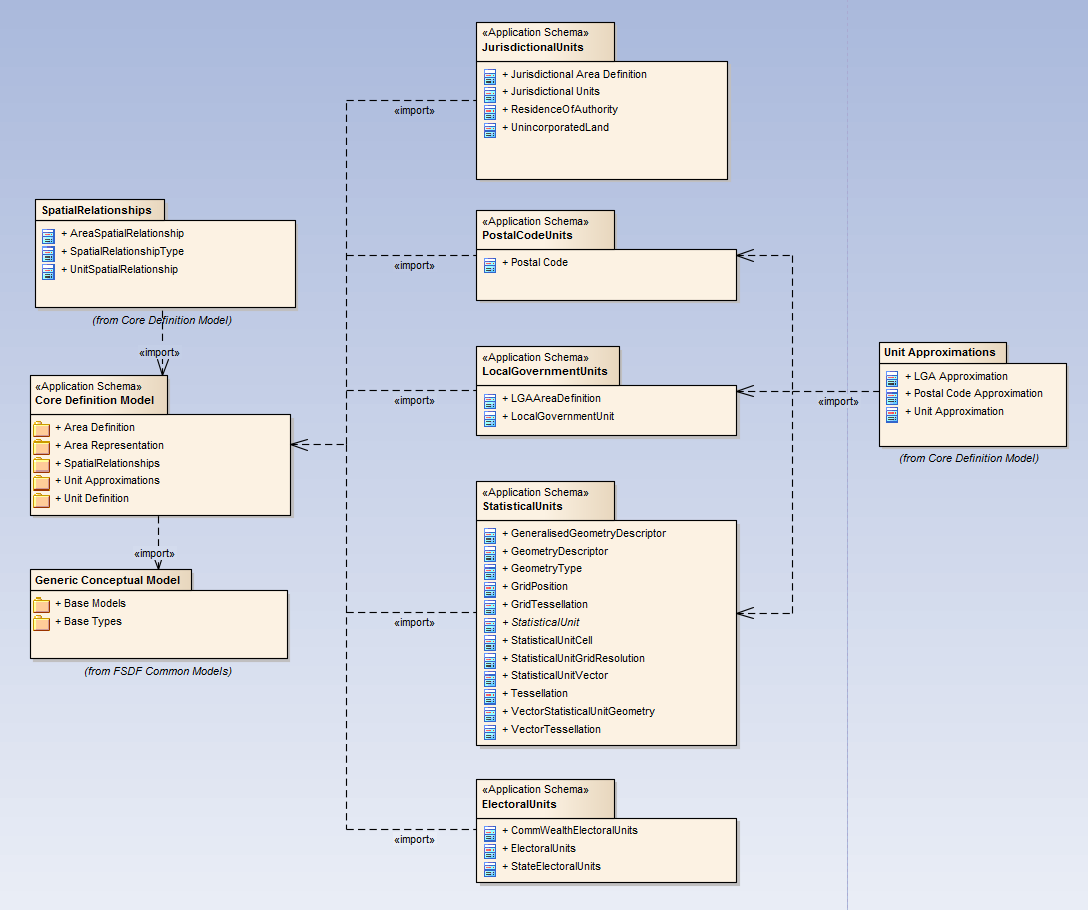 «Application Schema»
JurisdictionalUnits
+ Jurisdictional Area Definition
+ Jurisdictional Units
+ ResidenceOfAuthority
+ UnincorporatedLand
«import»
SpatialRelationships
+ AreaSpatialRelationship
+ SpatialRelationshipType
+ UnitSpatialRelationship
(from Core Definition Model)
«import»
«Application Schema»
PostalCodeUnits
+ Postal Code
«import»
«Application Schema»
Core Definition Model
+ Area Definition
+ Area Representation
+ SpatialRelationships
+ Unit Approximations
+ Unit Definition
«import»
«Application Schema»
LocalGovernmentUnits
+ LGAAreaDefinition
+ LocalGovernmentUnit
«import»
Unit Approximations
+ LGA Approximation
+ Postal Code Approximation
+ Unit Approximation
(from Core Definition Model)
«import»
Generic Conceptual Model
+ Base Models
+ Base Types
(from FSDF Common Models)
«Application Schema»
StatisticalUnits
+ GeneralisedGeometryDescriptor
+ GeometryDescriptor
+ GeometryType
+ GridPosition
+ GridTessellation
+ StatisticalUnit
+ StatisticalUnitCell
+ StatisticalUnitGridResolution
+ StatisticalUnitVector
+ Tessellation
+ VectorStatisticalUnitGeometry
+ VectorTessellation
«import»
«Application Schema»
ElectoralUnits
+ CommWealthElectoralUnits
+ ElectoralUnits
+ StateElectoralUnits
«import»